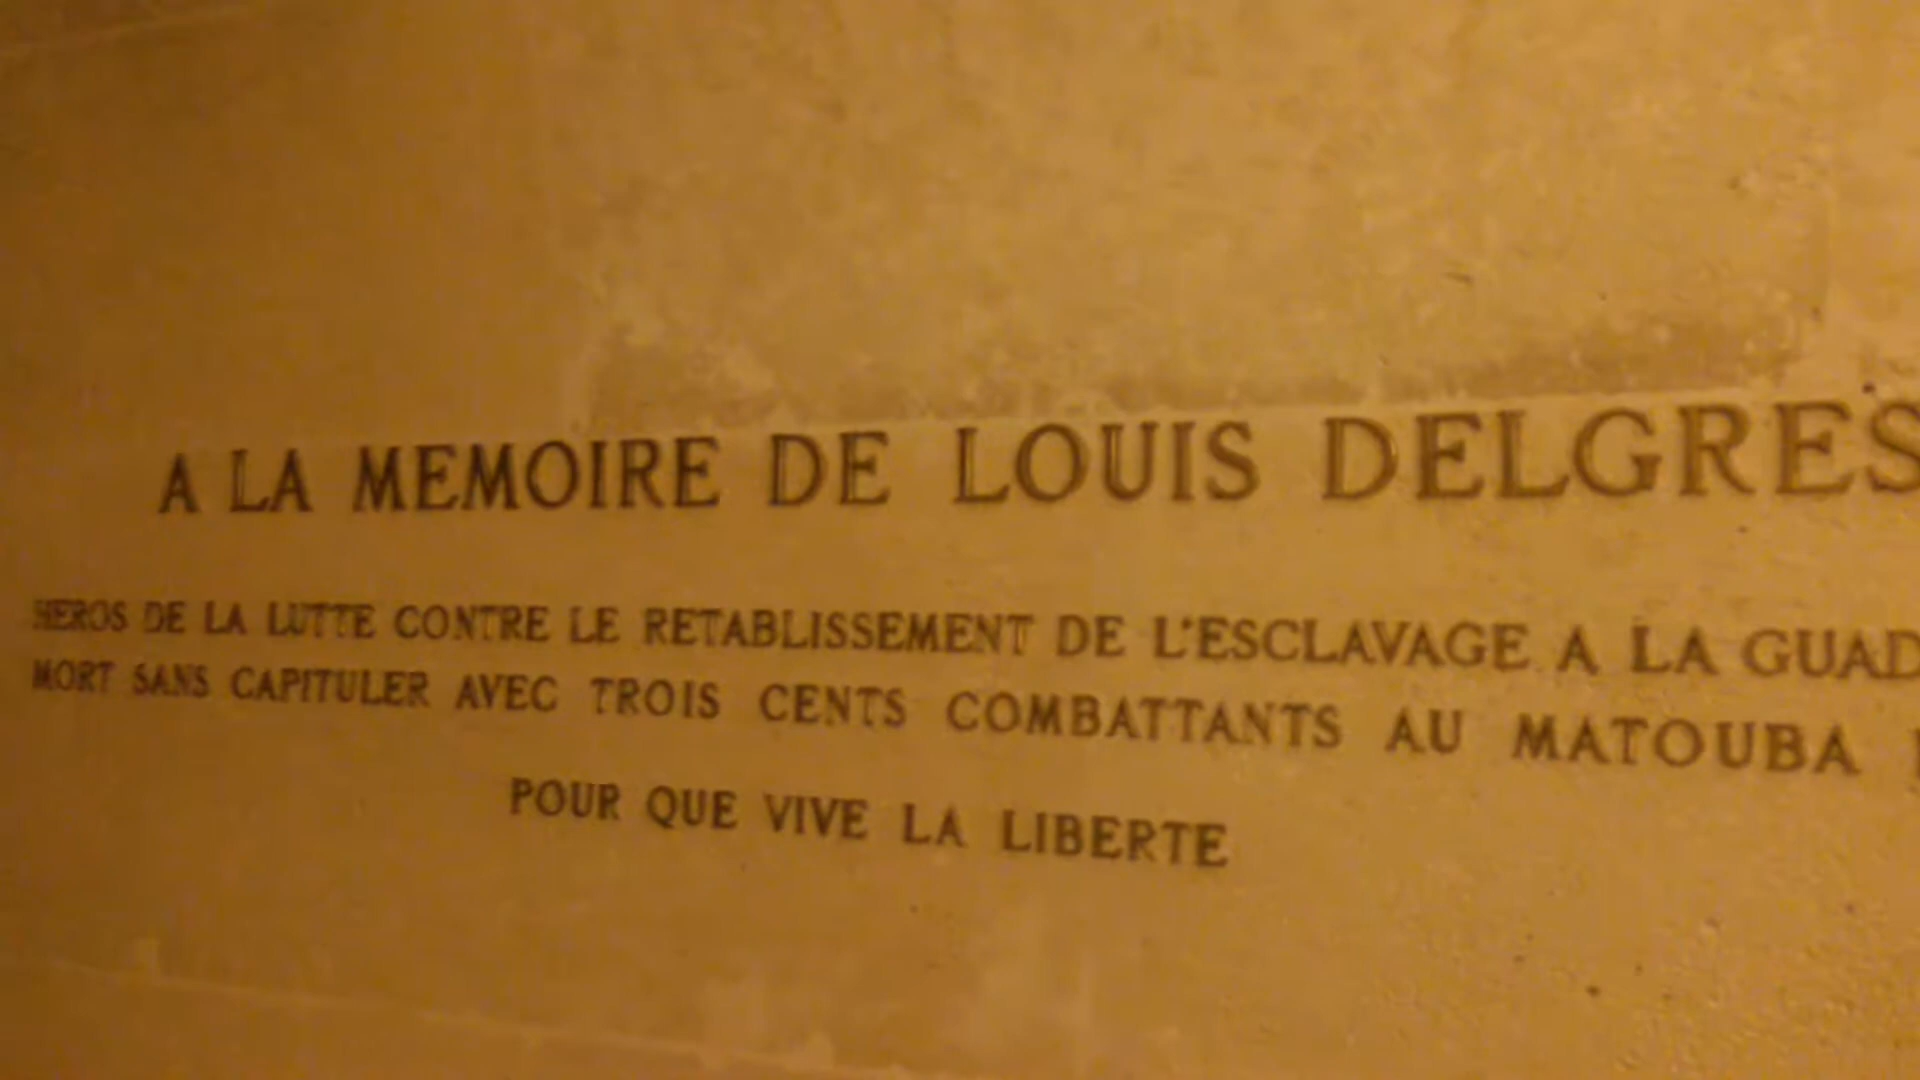 A LA MEMOIRE DE LOUIS DELGRES
HEROS DE LA LUTTE CONTRE LE RETABLISSEMENT DE L'ESCLAVAGE A LA GUAD
MORT SANS CAPITULER AVEC TROIS CENTS COMBATTANTS AU MATOUBA
POUR QUE VIVE LA LIBERTE